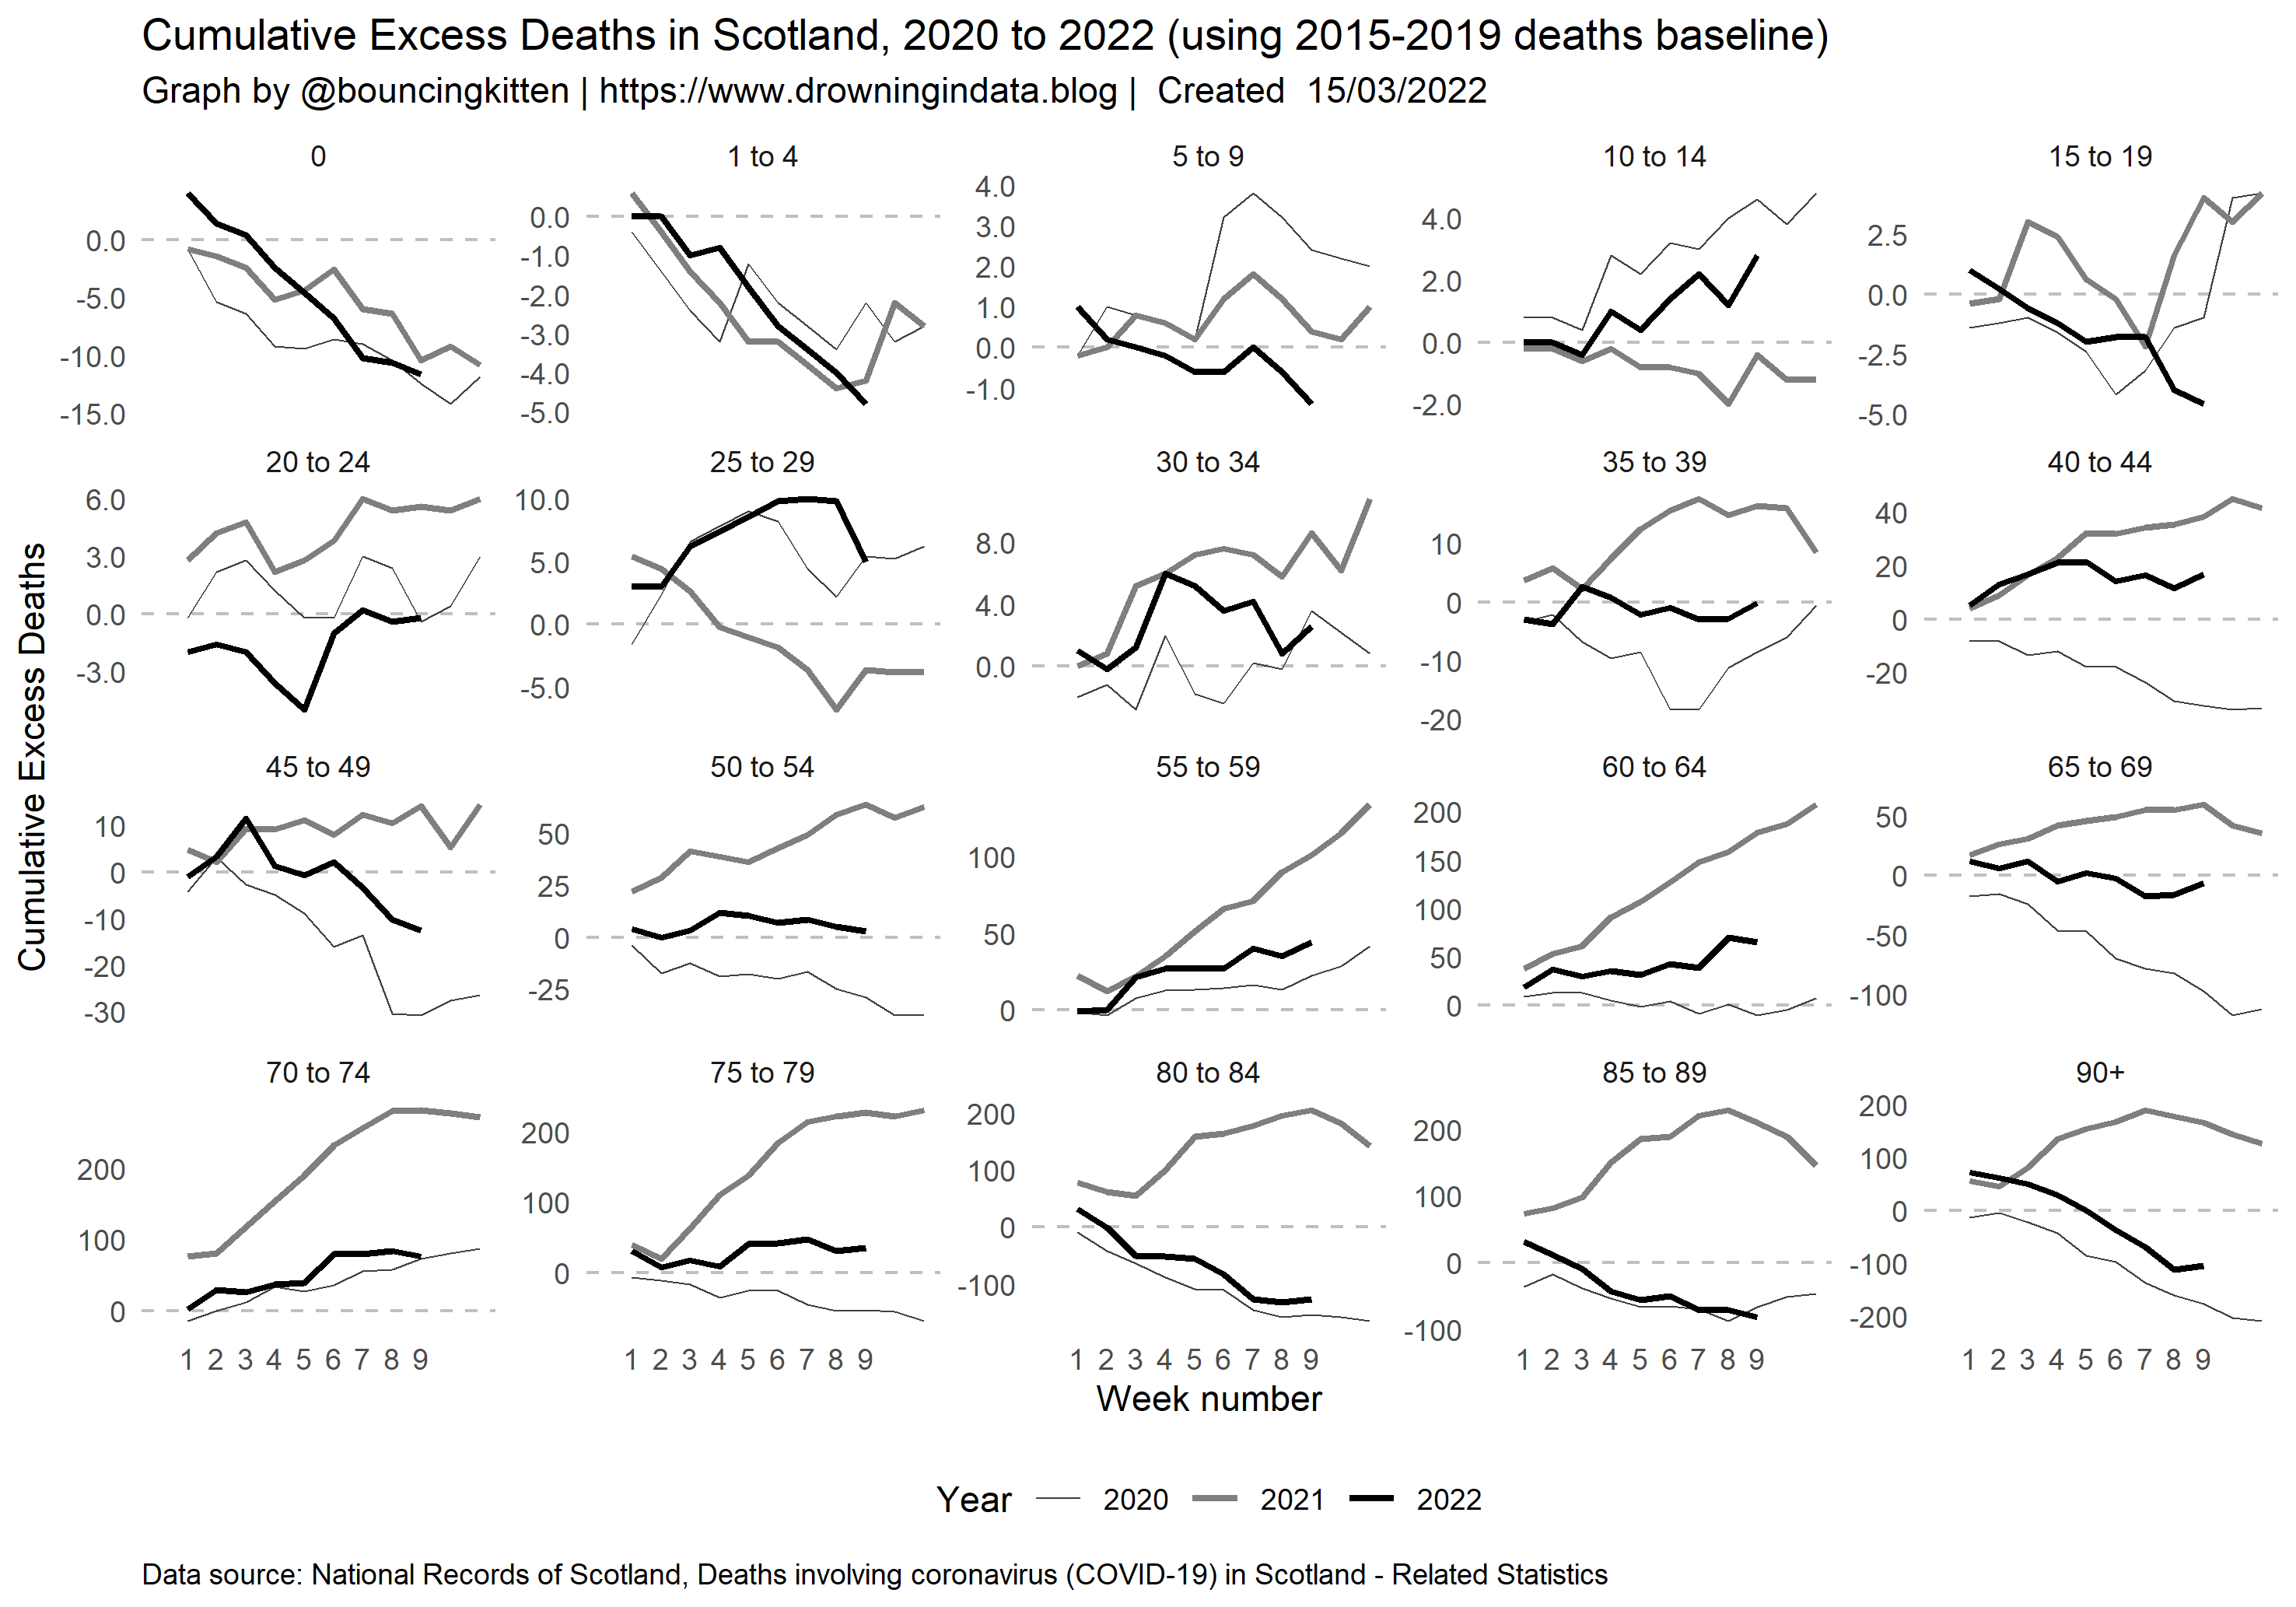 Cumulative Excess Deaths in Scotland, 2020 to 2022 (using 2015-2019 deaths baseline)
Graph by @bouncingkitten | https://www.drowningindata.blog | Created 15/03/2022
Cumulative Excess Deaths
0
0.0
-5.0
-10.0
-15.0
1 to 4
0.0
-1.0
-2.0
-3.0
-4.0
-5.0
5 to 9
4.0
3.0
2.0
1.0
0.0
-1.0
10 to 14
4.0
2.0
0.0
-2.0
15 to 19
2.5
0.0
-2.5
-5.0
20 to 24
6.0
3.0
0.0
-3.0
25 to 29
10.0
5.0
0.0
-5.0
30 to 34
8.0
4.0
0.0
35 to 39
10
0
-10
-20
40 to 44
40
20
0
-20
45 to 49
10
0
-10
-20
-30
50 to 54
50
25
0
-25
55 to 59
100
50
0
60 to 64
200
150
100
50
0
65 to 69
50
0
-50
-100
70 to 74
200
100
0
1 2 3 4 5 6 7 8 9
75 to 79
200
100
0
1 2 3 4 5 6 7 8 9
80 to 84
200
100
0
-100
1 2 3 4 5 6 7 8 9
85 to 89
200
100
0
-100
1 2 3 4 5 6 7 8 9
90+
200
100
0
-100
-200
1 2 3 4 5 6 7 8 9
Week number
Year 2020 2021 2022
Data source: National Records of Scotland, Deaths involving coronavirus (COVID-19) in Scotland - Related Statistics